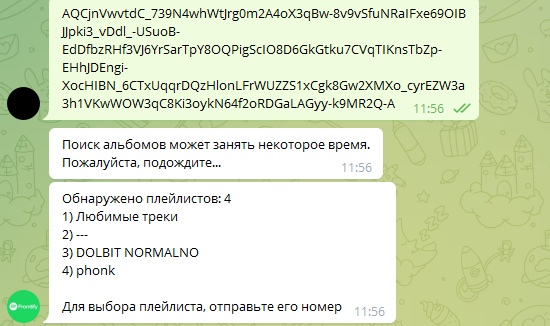 AQCjnVwvtdC_739N4whWtJrg0m2A4oX3qBw-8v9vSfuNRaIFxe69OIB
JJpki3_vDdl_-USuoB-
EdDfbzRHf3VJ6YrSarTpY8OQPigScIO8D6GkGtku7CVqTIKnsTbZp-
EHhJDEngi-
XocHIBN_6CTxUqqrDQzHlonLFrWUZZS1xCgk8Gw2XMXo_cyrEZW3a
3h1VKwWOW3qC8Ki3oykN64f2oRDGaLAGyy-k9MR2Q-A 11:56
Поиск альбомов может занять некоторое время.
Пожалуйста, подождите...
11:56
Обнаружено плейлистов: 4
1) Любимые треки
2) ---
3) DOLBIT NORMALNO
4) phonk
Для выбора плейлиста, отправьте его номер 11:56